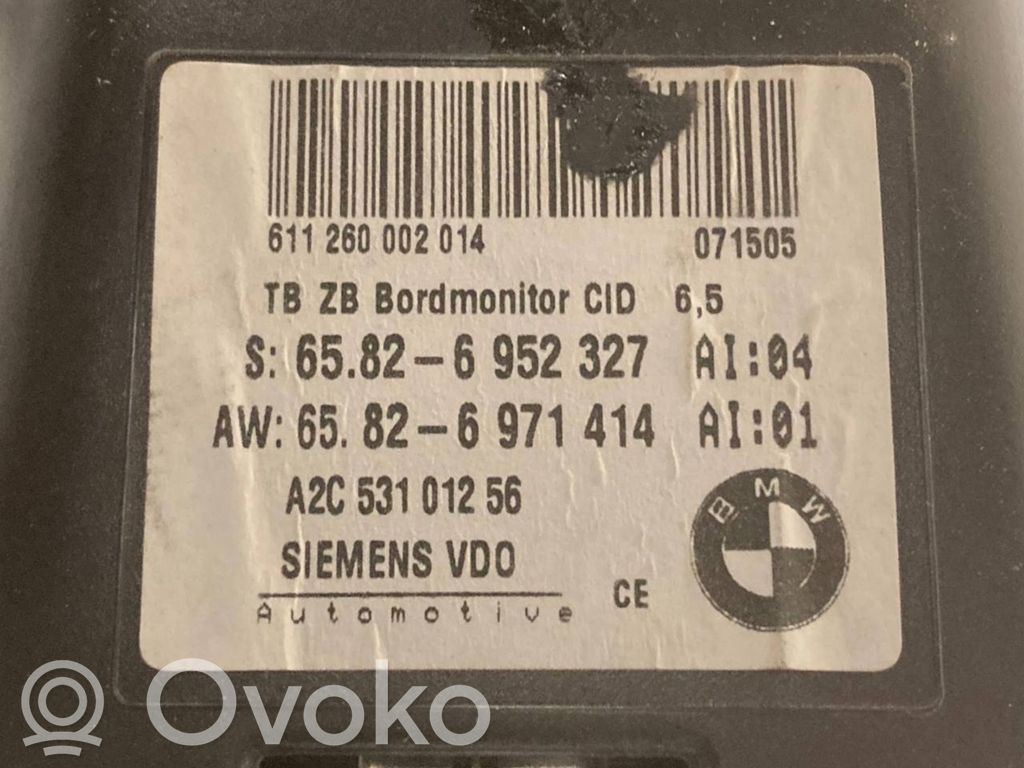 611 260 002 014 071505
TB ZB Bordmonitor CID 6,5
S: 65.82-6 952 327 AI:04
AW: 65.82-6 971 414 AI:01
A2C 531 012 56
SIEMENS VDO
Automotive
CE
BMW
Ovoko